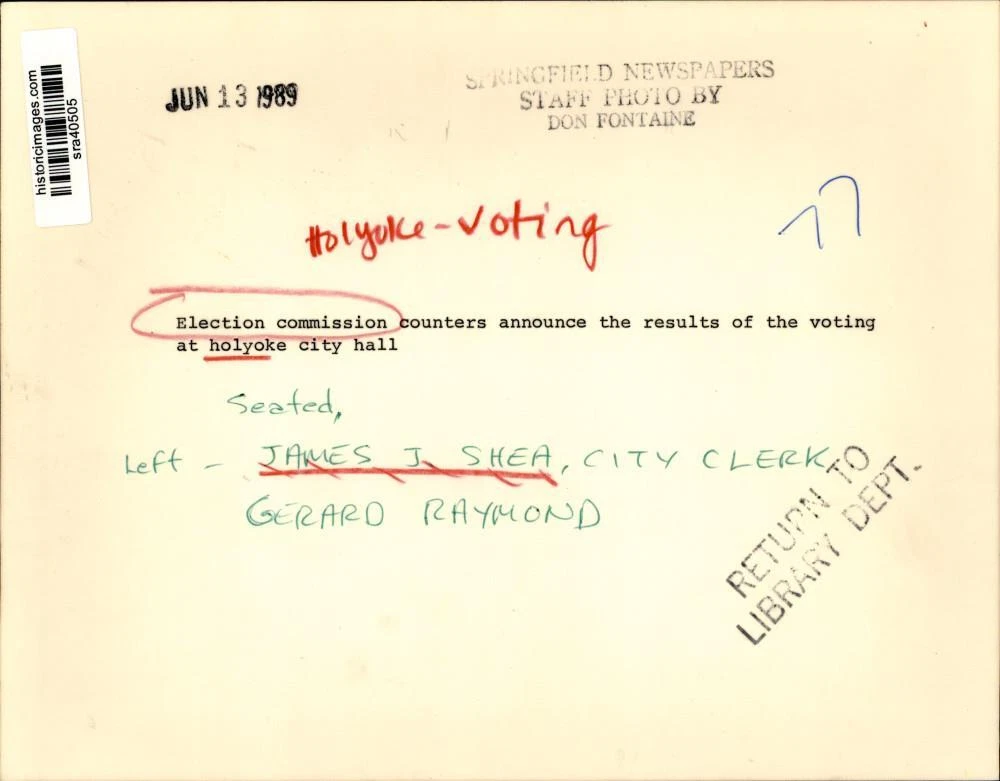 historicimages.com
sra40505
JUN 13 1989
SPRINGFIELD NEWSPAPERS
STAFF PHOTO BY
DON FONTAINE
Holyoke-Voting
77
Election commission counters announce the results of the voting
at holyoke city hall
Seated,
Left - JAMES J. SHEA, CITY CLERK,
GERARD RAYMOND
RETURN TO
LIBRARY DEPT.